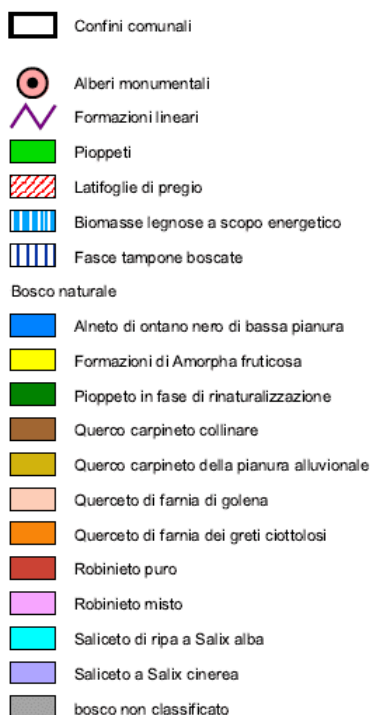 Confini comunali
Alberi monumentali
Formazioni lineari
Pioppeti
Latifoglie di pregio
Biomasse legnose a scopo energetico
Fasce tampone boscate
Bosco naturale
Alneto di ontano nero di bassa pianura
Formazioni di Amorpha fruticosa
Pioppeto in fase di rinaturalizzazione
Querco carpineto collinare
Querco carpineto della pianura alluvionale
Querceto di farnia di golena
Querceto di farnia dei greti ciottolosi
Robinieto puro
Robinieto misto
Saliceto di ripa a Salix alba
Saliceto a Salix cinerea
bosco non classificato